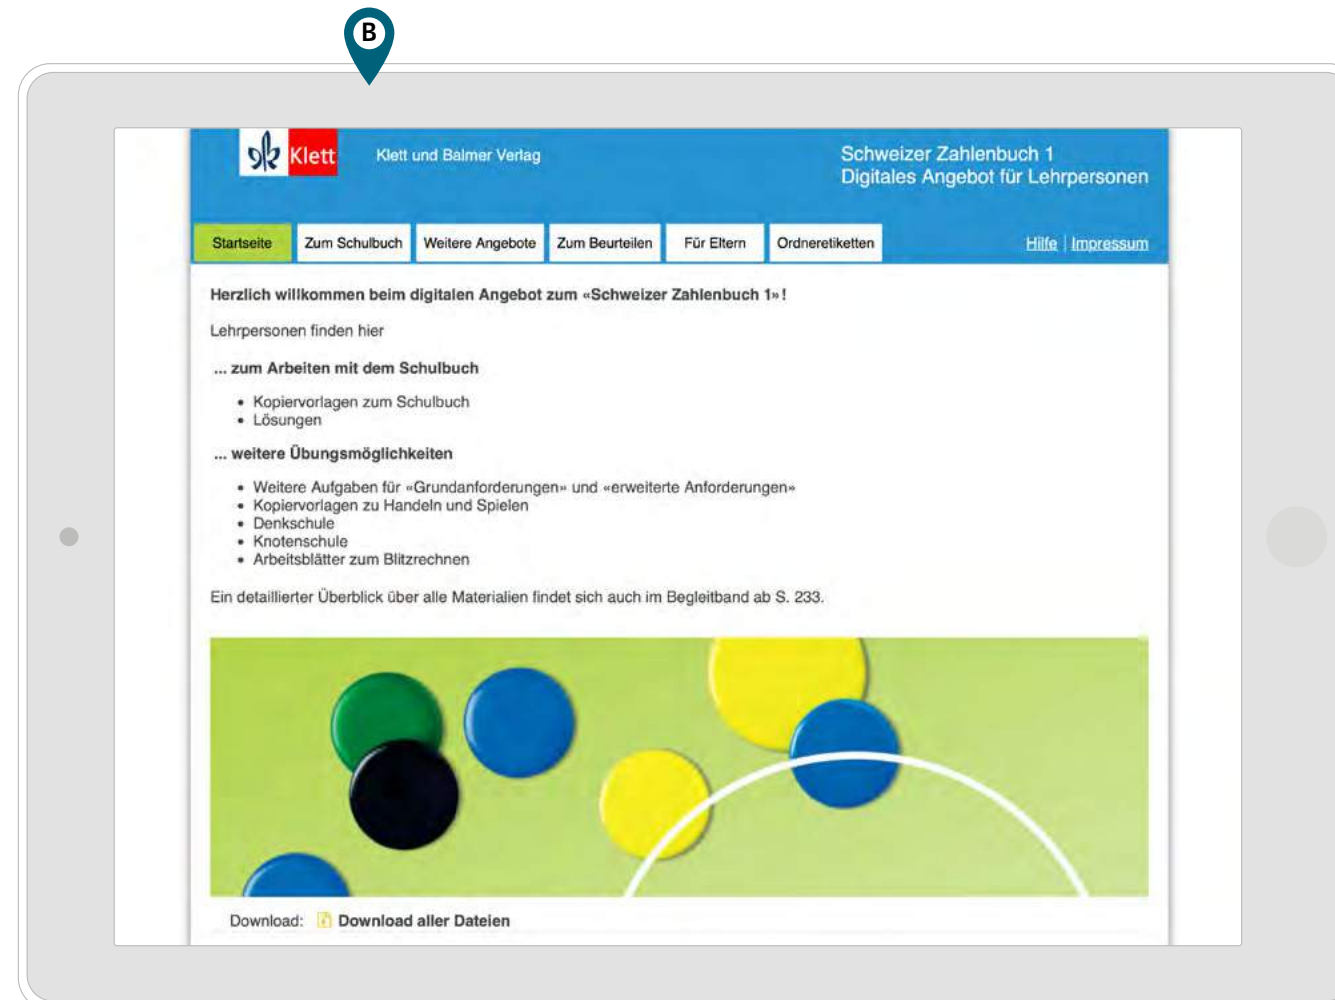 B
Klett
Klett und Balmer Verlag
Schweizer Zahlenbuch 1
Digitales Angebot für Lehrpersonen
Startseite
Zum Schulbuch
Weitere Angebote
Zum Beurteilen
Für Eltern
Ordneretiketten
Hilfe | Impressum
Herzlich willkommen beim digitalen Angebot zum «Schweizer Zahlenbuch 1»!
Lehrpersonen finden hier
... zum Arbeiten mit dem Schulbuch
• Kopiervorlagen zum Schulbuch
• Lösungen
... weitere Übungsmöglichkeiten
• Weitere Aufgaben für «Grundanforderungen» und «erweiterte Anforderungen»
• Kopiervorlagen zu Handeln und Spielen
• Denkschule
• Knotenschule
• Arbeitsblätter zum Blitzrechnen
Ein detaillierter Überblick über alle Materialien findet sich auch im Begleitband ab S. 233.
Download: Download aller Dateien